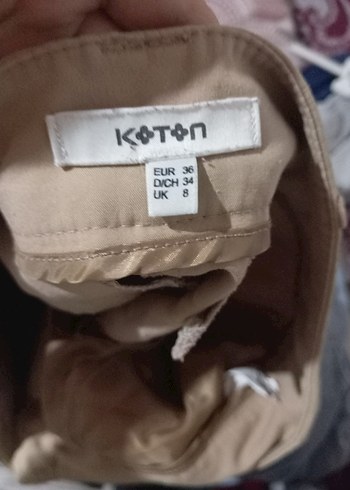 KOTON
EUR 36
D/CH 34
UK 8